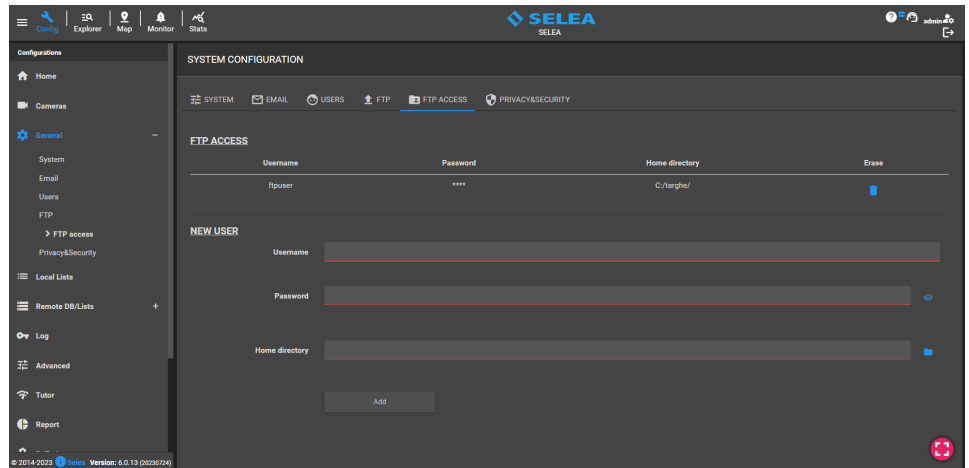 Config
Explorer
Map
Monitor
Stats
SELEA
SELEA
admin
Configurations
Home
Cameras
General
System
Email
Users
FTP
FTP access
Privacy&Security
Local Lists
Remote DB/Lists
Log
Advanced
Tutor
Report
© 2014-2023 Selea Version: 6.0.13 (20230724)
SYSTEM CONFIGURATION
SYSTEM EMAIL USERS FTP FTP ACCESS PRIVACY&SECURITY
FTP ACCESS
Username Password Home directory Erase
ftpuser **** C:/targhe/
NEW USER
Username
Password
Home directory
Add